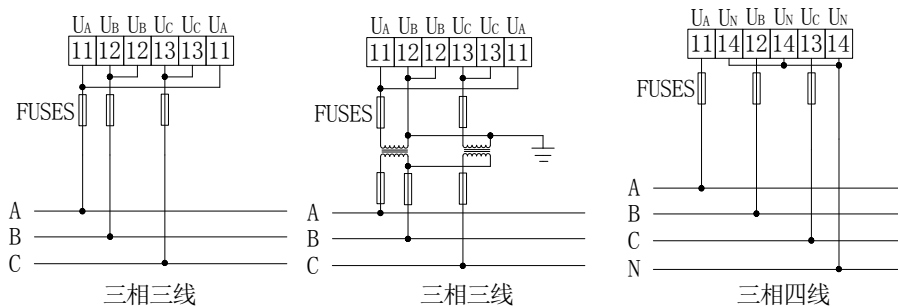 UA UB UB UC UC UA
11 12 12 13 13 11
FUSES
A
B
C
三相三线
UA UB UB UC UC UA
11 12 12 13 13 11
FUSES
A
B
C
三相三线
UA UN UB UN UC UN
11 14 12 14 13 14
FUSES
A
B
C
N
三相四线